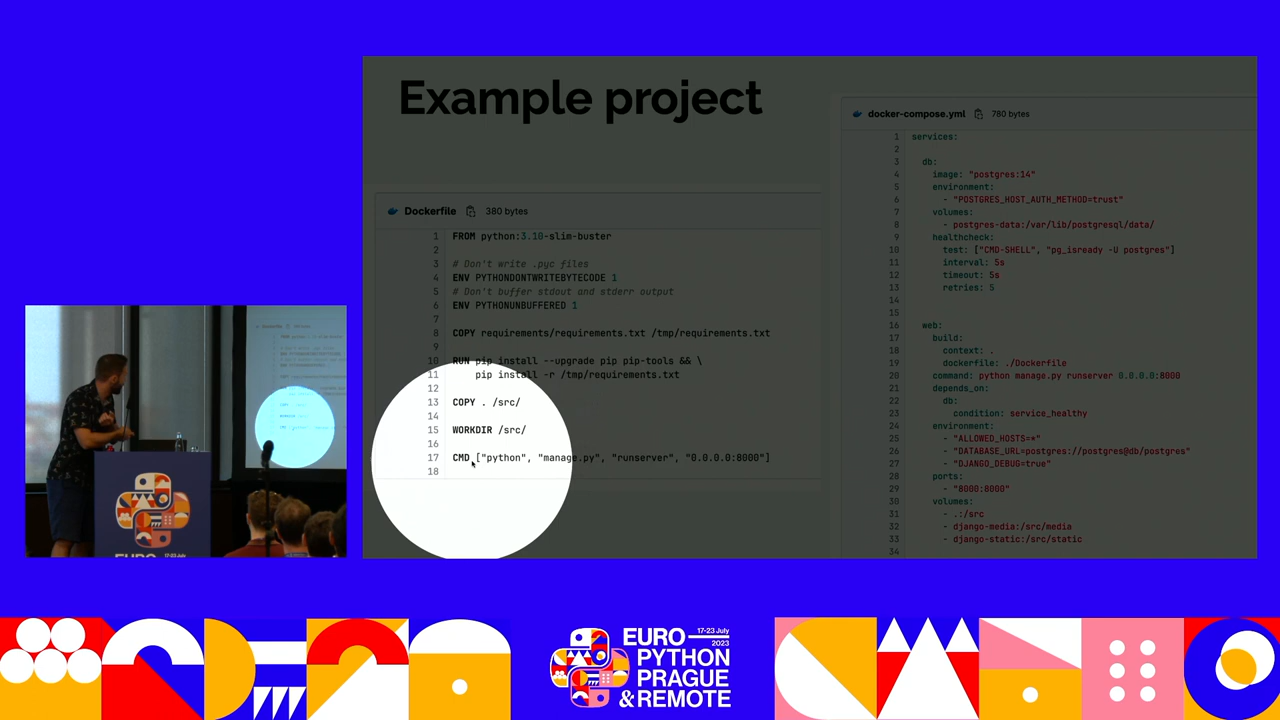 Example project
Dockerfile 380 bytes
1 FROM python:3.10-slim-buster
2
3 # Don't write .pyc files
4 ENV PYTHONDONTWRITEBYTECODE 1
5 # Don't buffer stdout and stderr output
6 ENV PYTHONUNBUFFERED 1
7
8 COPY requirements/requirements.txt /tmp/requirements.txt
9
10 RUN pip install --upgrade pip pip-tools && \
11 pip install -r /tmp/requirements.txt
12
13 COPY . /src/
14
15 WORKDIR /src/
16
17 CMD ["python", "manage.py", "runserver", "0.0.0.0:8000"]
18
docker-compose.yml 780 bytes
1 services:
2
3 db:
4 image: "postgres:14"
5 environment:
6 - "POSTGRES_HOST_AUTH_METHOD=trust"
7 volumes:
8 - postgres-data:/var/lib/postgresql/data/
9 healthcheck:
10 test: ["CMD-SHELL", "pg_isready -U postgres"]
11 interval: 5s
12 timeout: 5s
13 retries: 5
14
15
16 web:
17 build:
18 context: .
19 dockerfile: ./Dockerfile
20 command: python manage.py runserver 0.0.0.0:8000
21 depends_on:
22 db:
23 condition: service_healthy
24 environment:
25 - "ALLOWED_HOSTS=*"
26 - "DATABASE_URL=postgres://postgres@db/postgres"
27 - "DJANGO_DEBUG=true"
28 ports:
29 - "8000:8000"
30 volumes:
31 - .:/src
32 - django-media:/src/media
33 - django-static:/src/static
34
EURO 17-23 July
2023
PYTHON
PRAGUE
& REMOTE